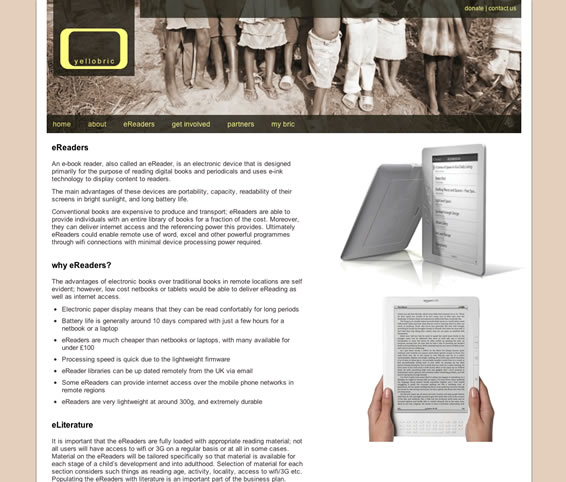 donate | contact us
yellobric
home about eReaders get involved partners my bric
eReaders
An e-book reader, also called an eReader, is an electronic device that is designed
primarily for the purpose of reading digital books and periodicals and uses e-ink
technology to display content to readers.
The main advantages of these devices are portability, capacity, readability of their
screens in bright sunlight, and long battery life.
Conventional books are expensive to produce and transport; eReaders are able to
provide individuals with an entire library of books for a fraction of the cost. Moreover,
they can deliver internet access and the referencing power this provides. Ultimately
eReaders could enable remote use of word, excel and other powerful programmes
through wifi connections with minimal device processing power required.
why eReaders?
The advantages of electronic books over traditional books in remote locations are self
evident; however, low cost netbooks or tablets would be able to deliver eReading as
well as internet access.
• Electronic paper display means that they can be read confortably for long periods
• Battery life is generally around 10 days compared with just a few hours for a
netbook or a laptop
• eReaders are much cheaper than netbooks or laptops, with many available for
under £100
• Processing speed is quick due to the lightweight firmware
• eReader libraries can be up dated remotely from the UK via email
• Some eReaders can provide internet access over the mobile phone networks in
remote regions
• eReaders are very lightweight at around 300g, and extremely durable
eLiterature
It is important that the eReaders are fully loaded with appropriate reading material; not
all users will have access to wifi or 3G on a regular basis or at all in some cases.
Material on the eReaders will be tailored specifically so that material is available for
each stage of a child's development and into adulthood. Selection of material for each
section considers such things as reading age, activity, locality, access to wifi/3G etc.
Populating the eReaders with literature is an important part of the business plan.